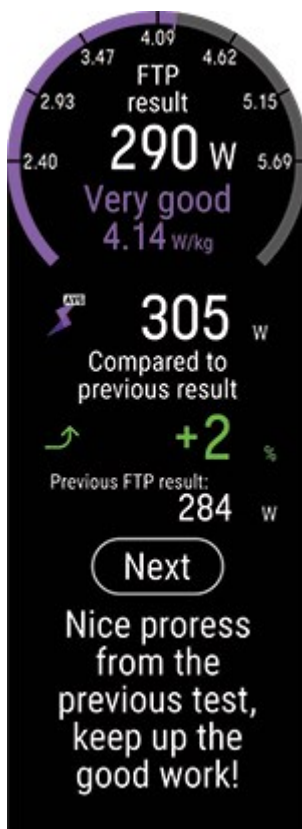 4.09
3.47 4.62
FTP
result
2.93 5.15
290 W
2.40 5.69
Very good
4.14 W/kg
AVG
305 W
Compared to
previous result
+2 %
Previous FTP result:
284 W
Next
Nice proress
from the
previous test,
keep up the
good work!